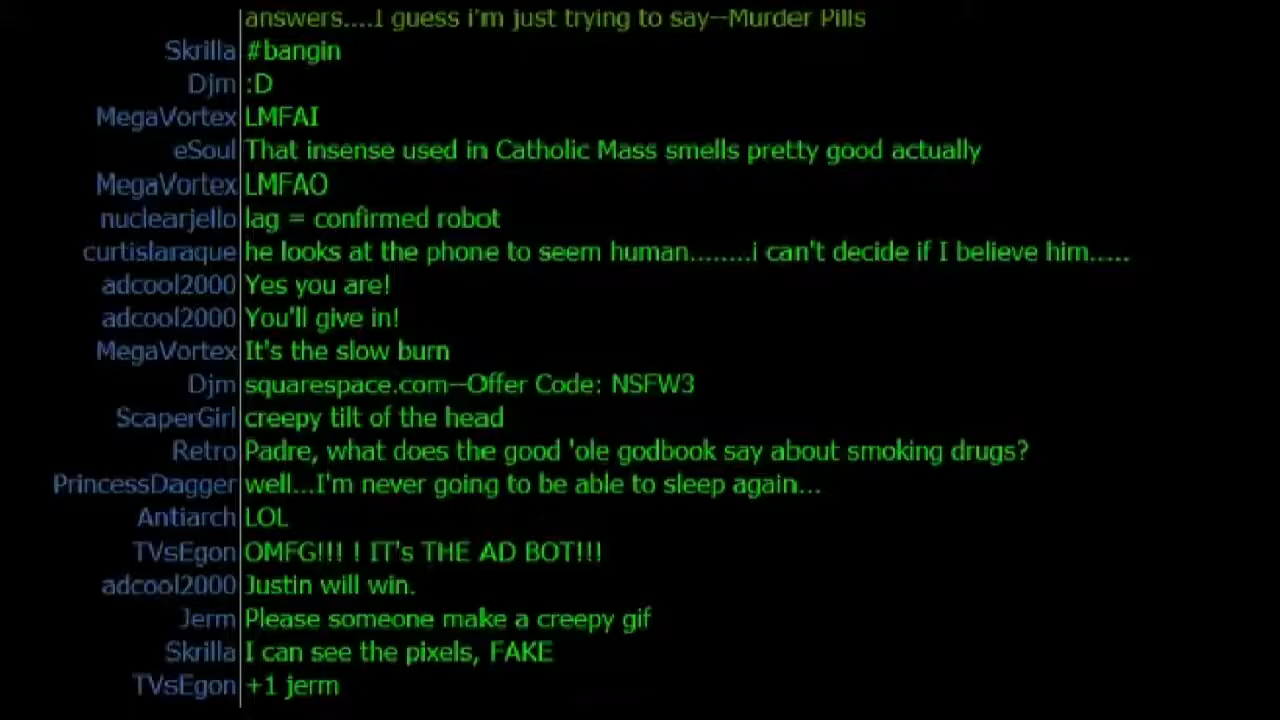 answers....I guess i'm just trying to say--Murder Pills
Skrilla #bangin
Djm :D
MegaVortex LMFAI
eSoul That insense used in Catholic Mass smells pretty good actually
MegaVortex LMFAO
nuclearjello lag = confirmed robot
curtislaraque he looks at the phone to seem human........i can't decide if I believe him.....
adcool2000 Yes you are!
adcool2000 You'll give in!
MegaVortex It's the slow burn
Djm squarespace.com--Offer Code: NSFW3
ScaperGirl creepy tilt of the head
Retro Padre, what does the good 'ole godbook say about smoking drugs?
PrincessDagger well...I'm never going to be able to sleep again...
Antiarch LOL
TVsEgon OMFG!!! ! IT's THE AD BOT!!!
adcool2000 Justin will win.
Jerm Please someone make a creepy gif
Skrilla I can see the pixels, FAKE
TVsEgon +1 jerm